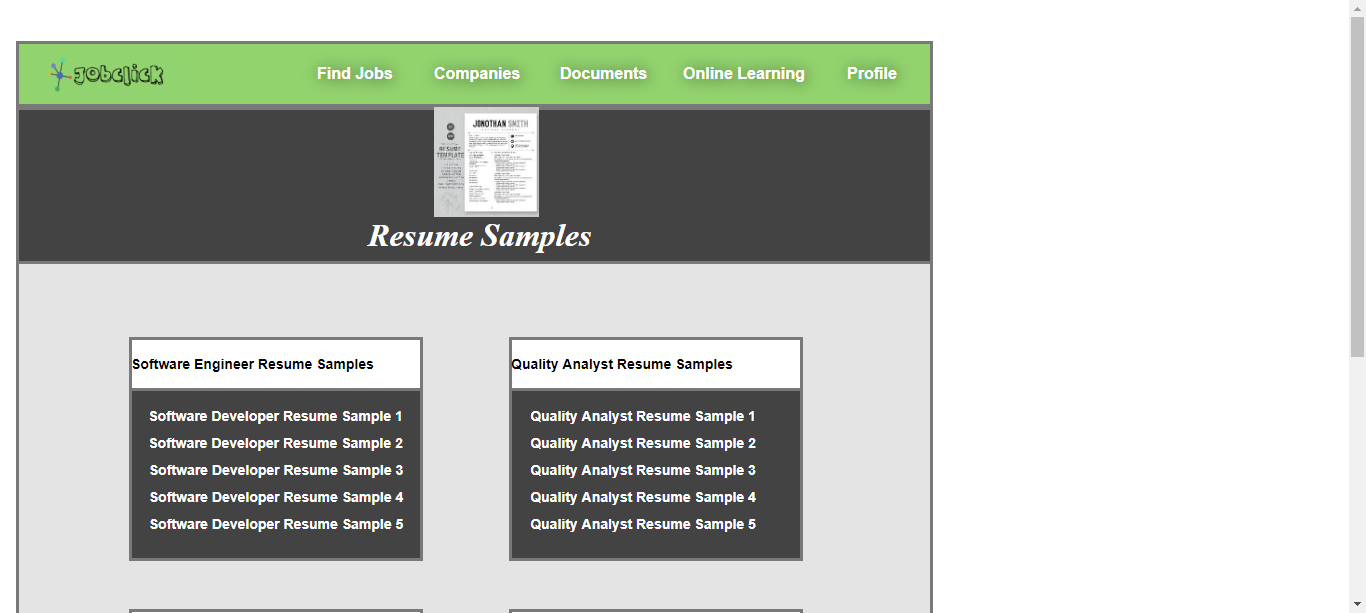 jobclick
Find Jobs Companies Documents Online Learning Profile
JONOTHAN SMITH
RESUME
TEMPLATE
Resume Samples
Software Engineer Resume Samples
Software Developer Resume Sample 1
Software Developer Resume Sample 2
Software Developer Resume Sample 3
Software Developer Resume Sample 4
Software Developer Resume Sample 5
Quality Analyst Resume Samples
Quality Analyst Resume Sample 1
Quality Analyst Resume Sample 2
Quality Analyst Resume Sample 3
Quality Analyst Resume Sample 4
Quality Analyst Resume Sample 5